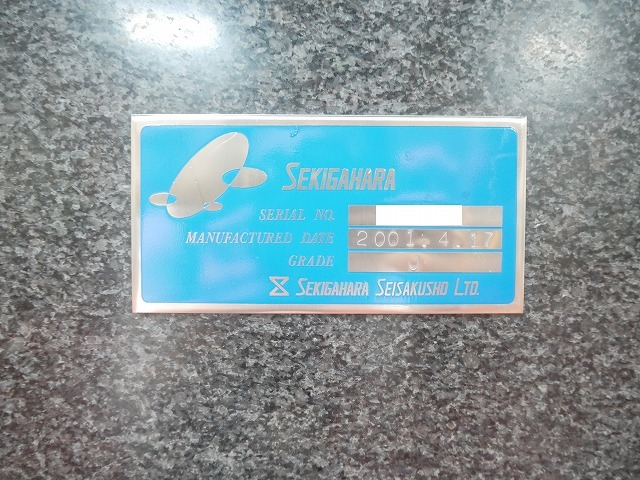 SEKIGAHARA
SERIAL NO.
MANUFACTURED DATE 2001.4.17
GRADE
SEKIGAHARA SEISAKUSHO LTD.